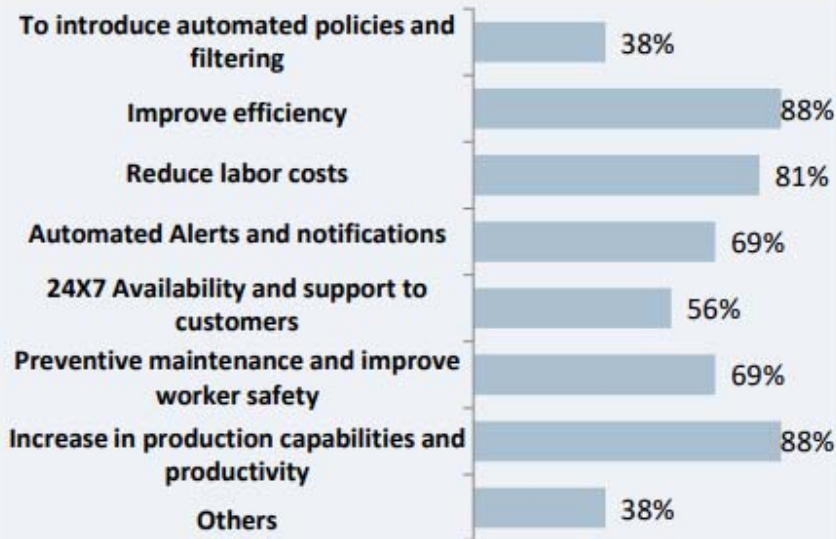 To introduce automated policies and
filtering
38%
Improve efficiency
88%
Reduce labor costs
81%
Automated Alerts and notifications
69%
24X7 Availability and support to
customers
56%
Preventive maintenance and improve
worker safety
69%
Increase in production capabilities and
productivity
88%
Others
38%